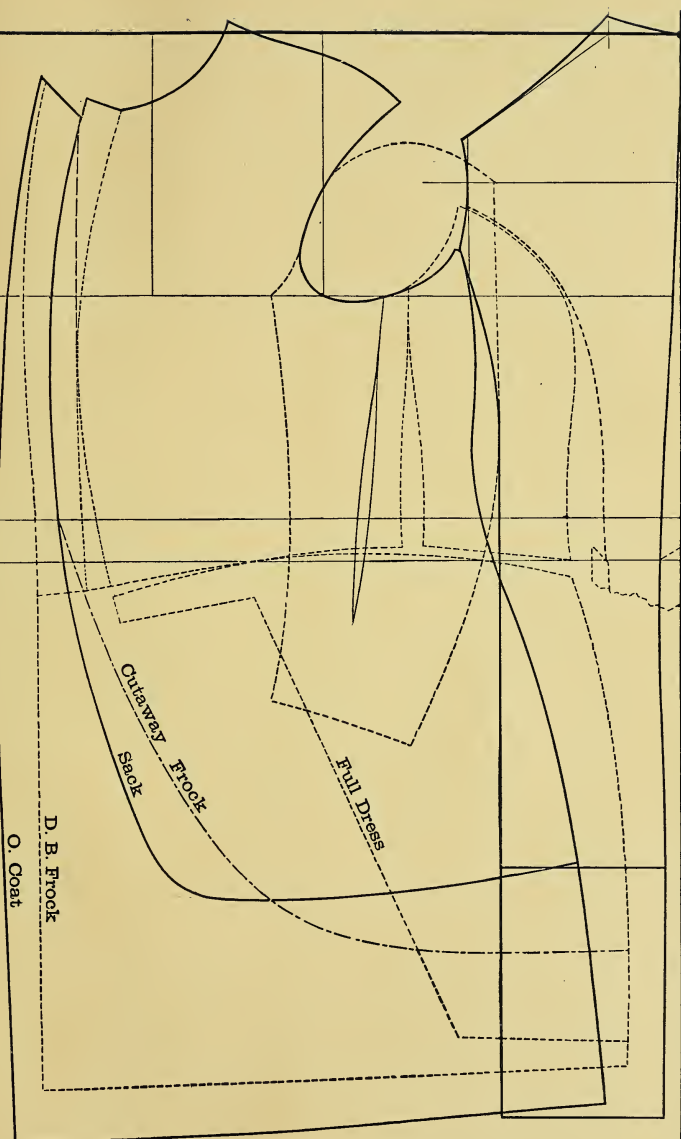 Cutaway Frock
Sack
Full Dress
D. B. Frock
O. Coat